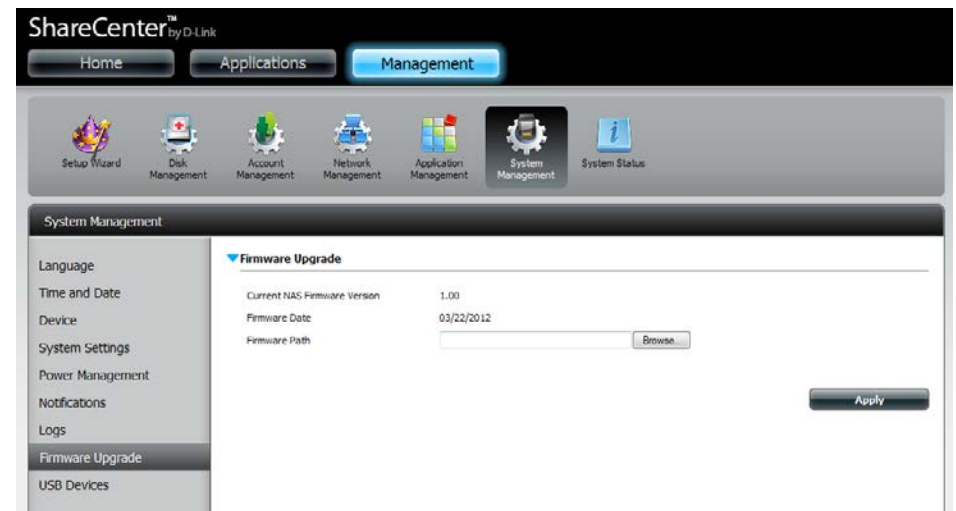 ShareCenter™ by D-Link
Home Applications Management
Setup Wizard Disk Management Account Management Network Management Application Management System Management System Status
System Management
Language
Time and Date
Device
System Settings
Power Management
Notifications
Logs
Firmware Upgrade
USB Devices
Firmware Upgrade
Current NAS Firmware Version 1.00
Firmware Date 03/22/2012
Firmware Path Browse...
Apply